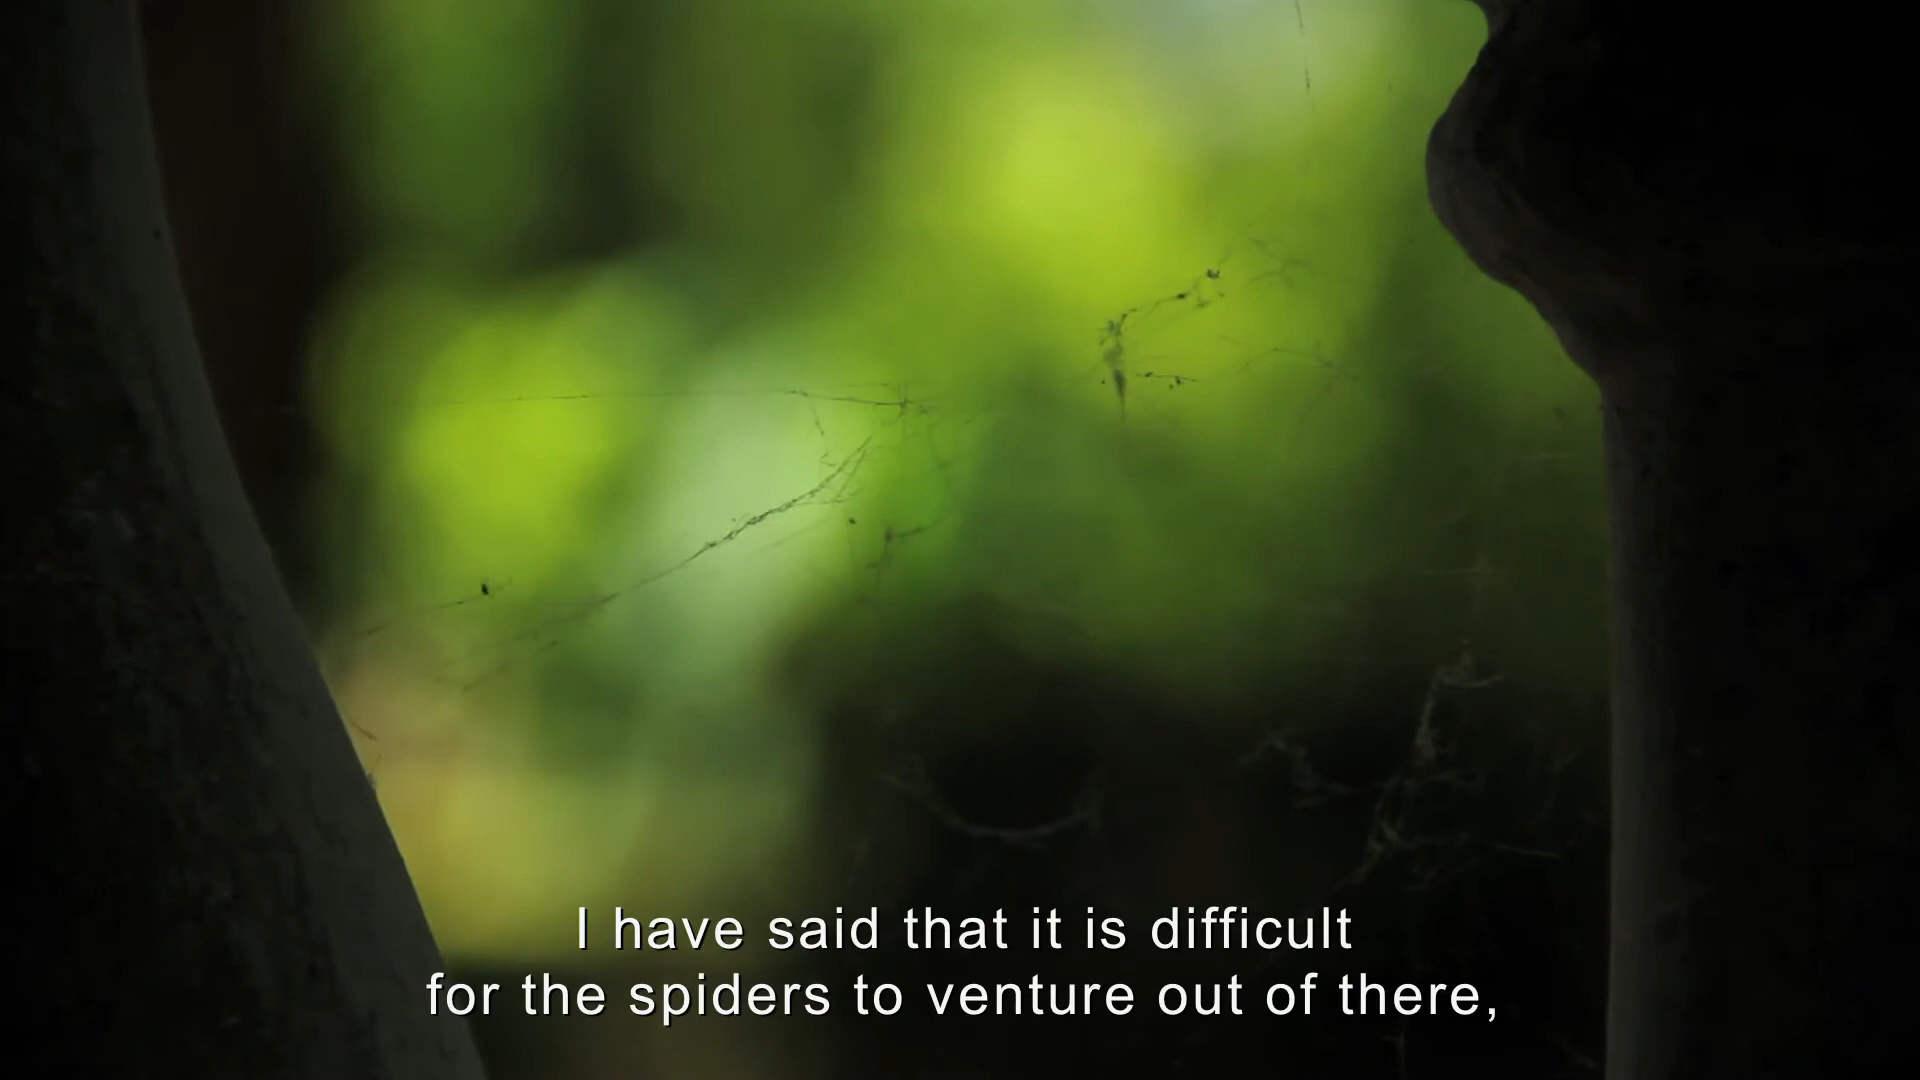 I have said that it is difficult
for the spiders to venture out of there,